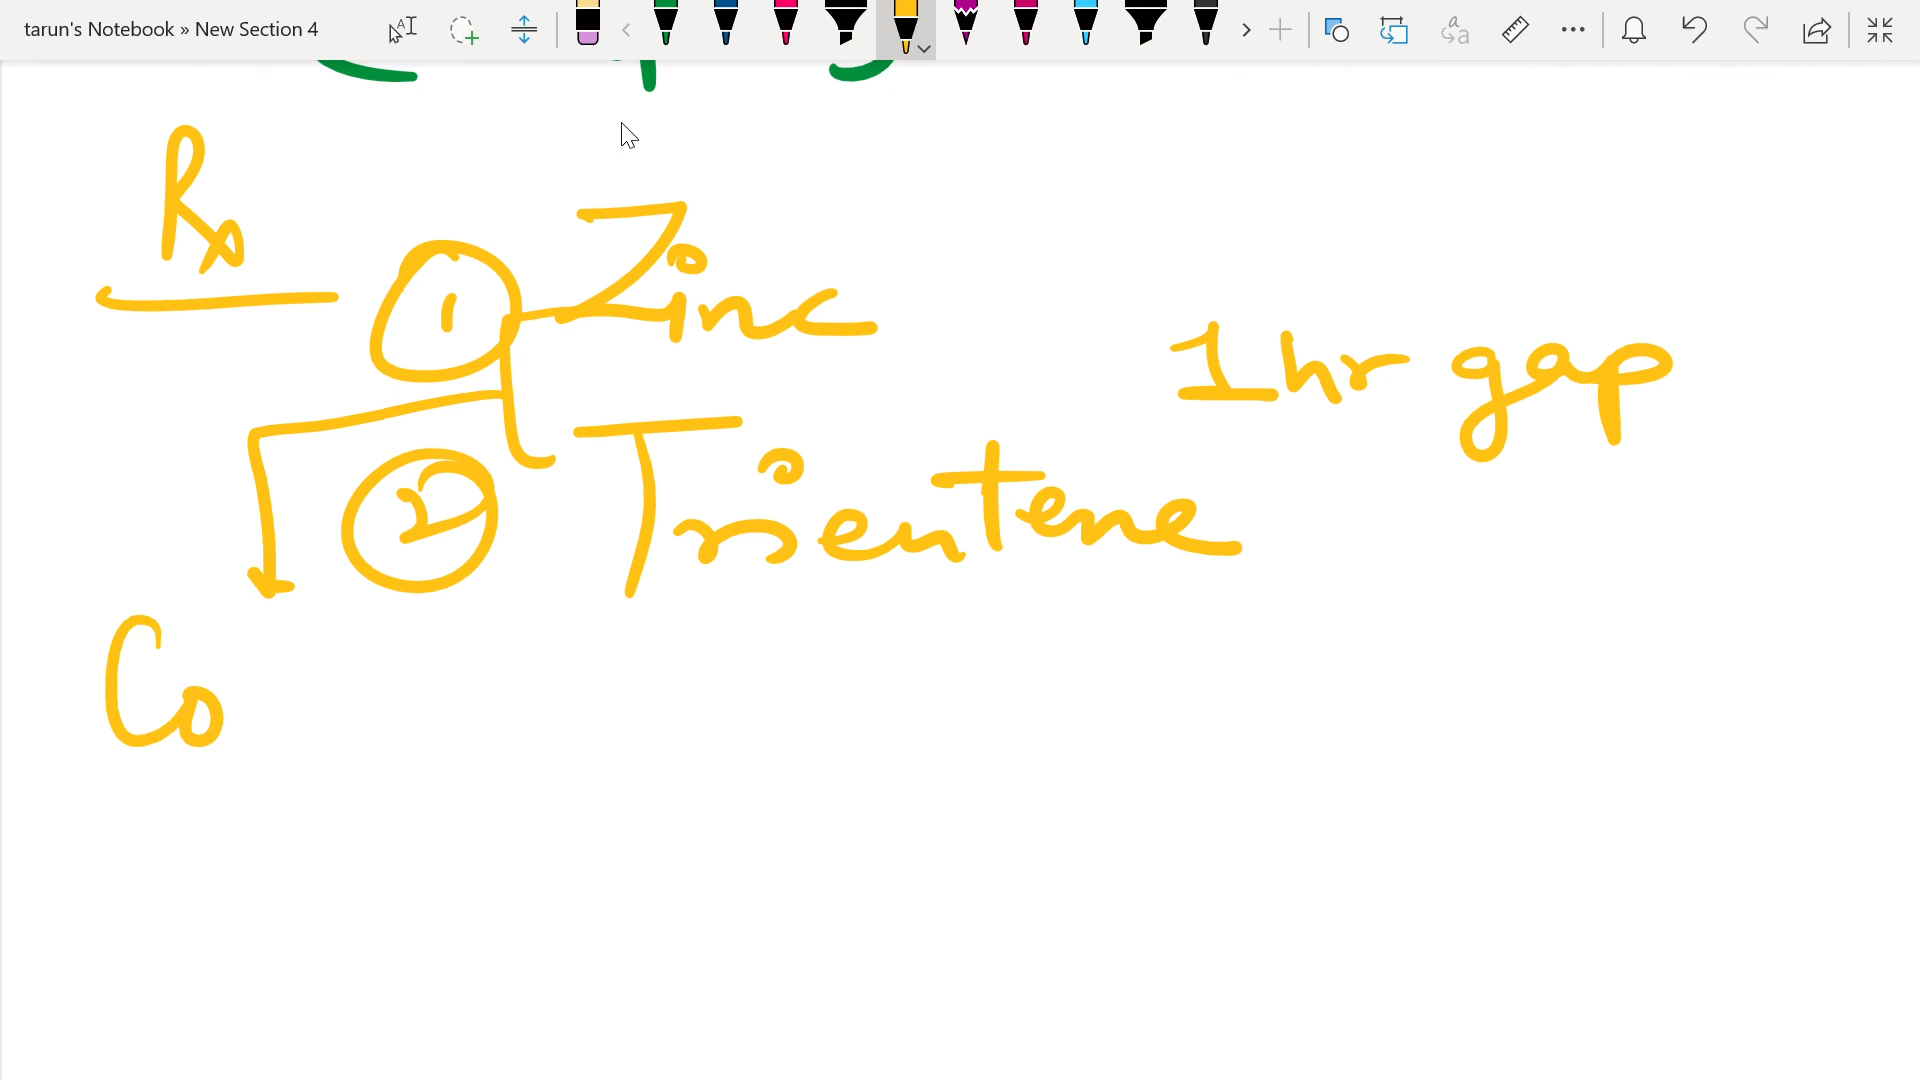 tarun's Notebook » New Section 4
Rx
1 Zinc
1hr gap
2 Trientene
Co